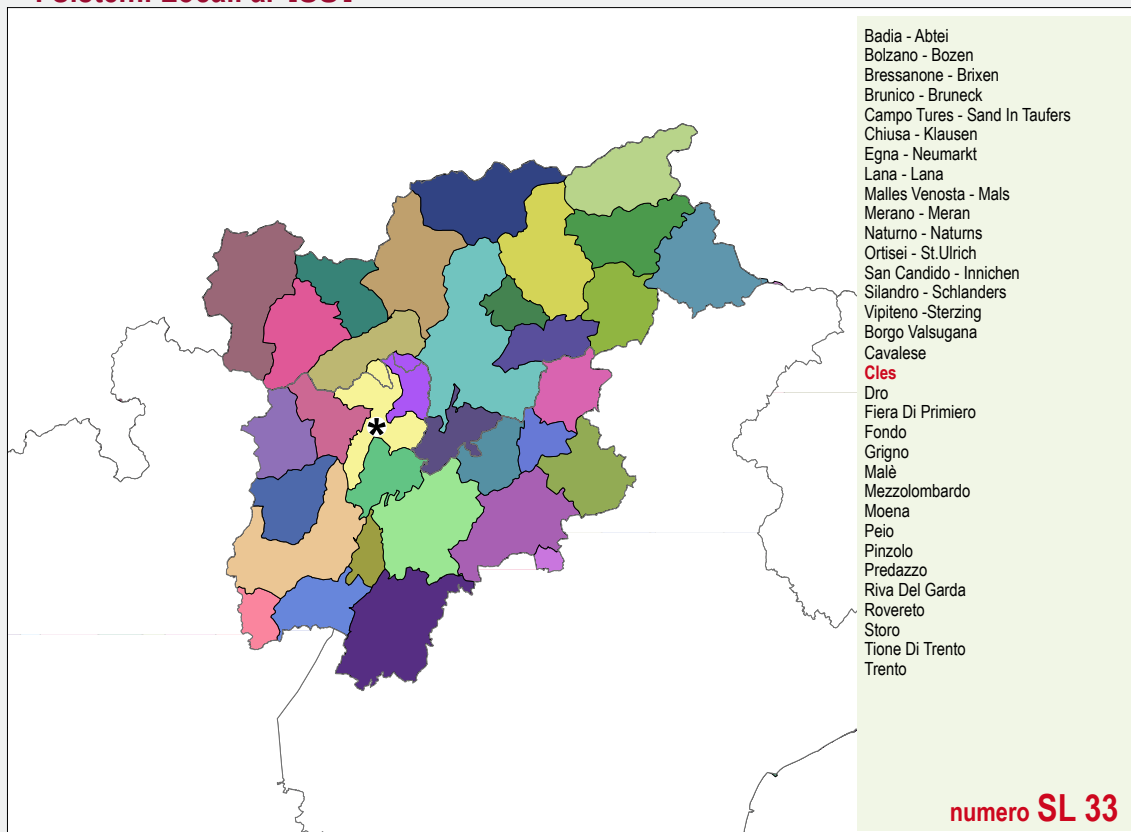 Badia - Abtei
Bolzano - Bozen
Bressanone - Brixen
Brunico - Bruneck
Campo Tures - Sand In Taufers
Chiusa - Klausen
Egna - Neumarkt
Lana - Lana
Malles Venosta - Mals
Merano - Meran
Naturno - Naturns
Ortisei - St.Ulrich
San Candido - Innichen
Silandro - Schlanders
Vipiteno -Sterzing
Borgo Valsugana
Cavalese
Cles
Dro
Fiera Di Primiero
Fondo
Grigno
Malè
Mezzolombardo
Moena
Peio
Pinzolo
Predazzo
Riva Del Garda
Rovereto
Storo
Tione Di Trento
Trento
*
numero SL 33